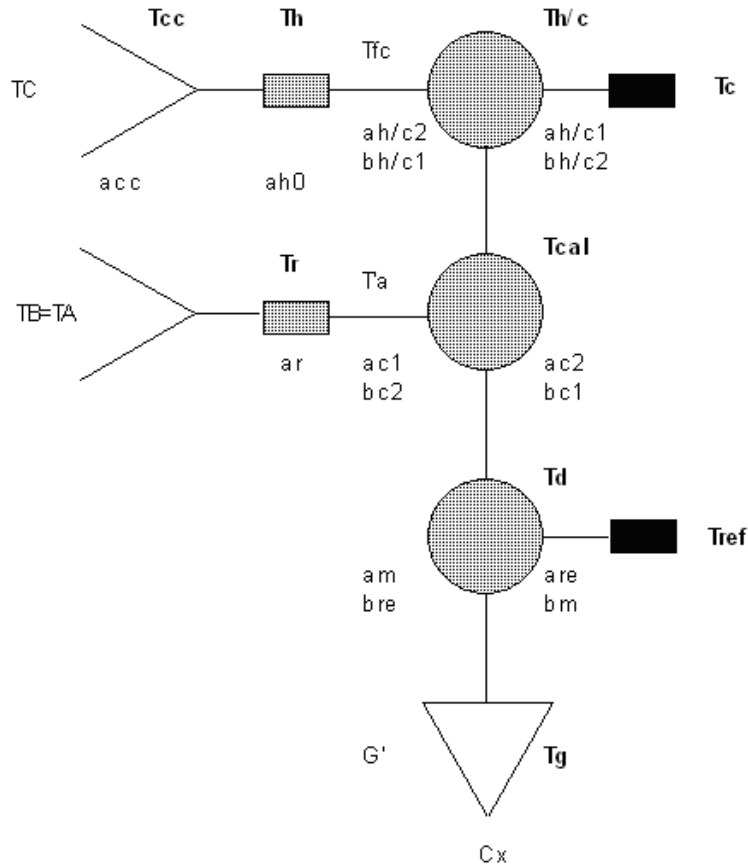 Tcc Th Tfc Th/c
TC Tc
ah/c2 ah/c1
bh/c1 bh/c2
acc ah0
Tcal
Tr T'a
TB=TA
ar ac1 ac2
bc2 bc1
Td
Tref
am are
bre bm
G' Tg
Cx